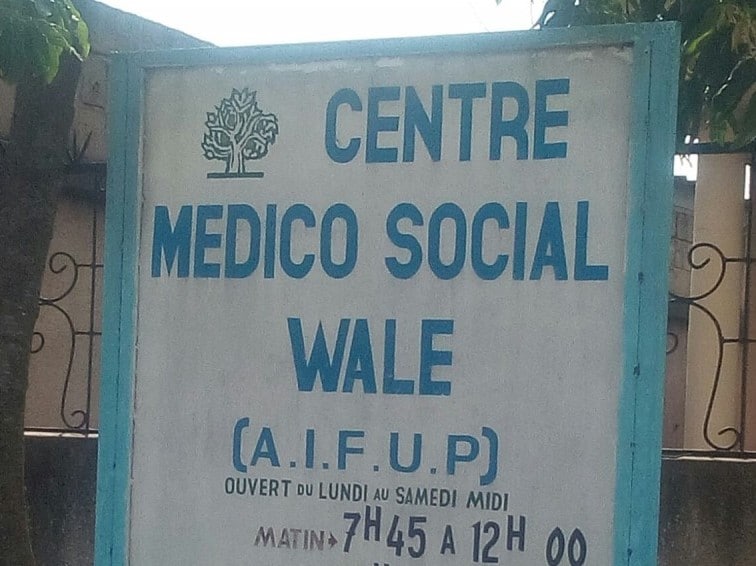 CENTRE
MEDICO SOCIAL
WALE
(A.I.F.U.P)
OUVERT DU LUNDI AU SAMEDI MIDI
MATIN→7H45 A 12H 00